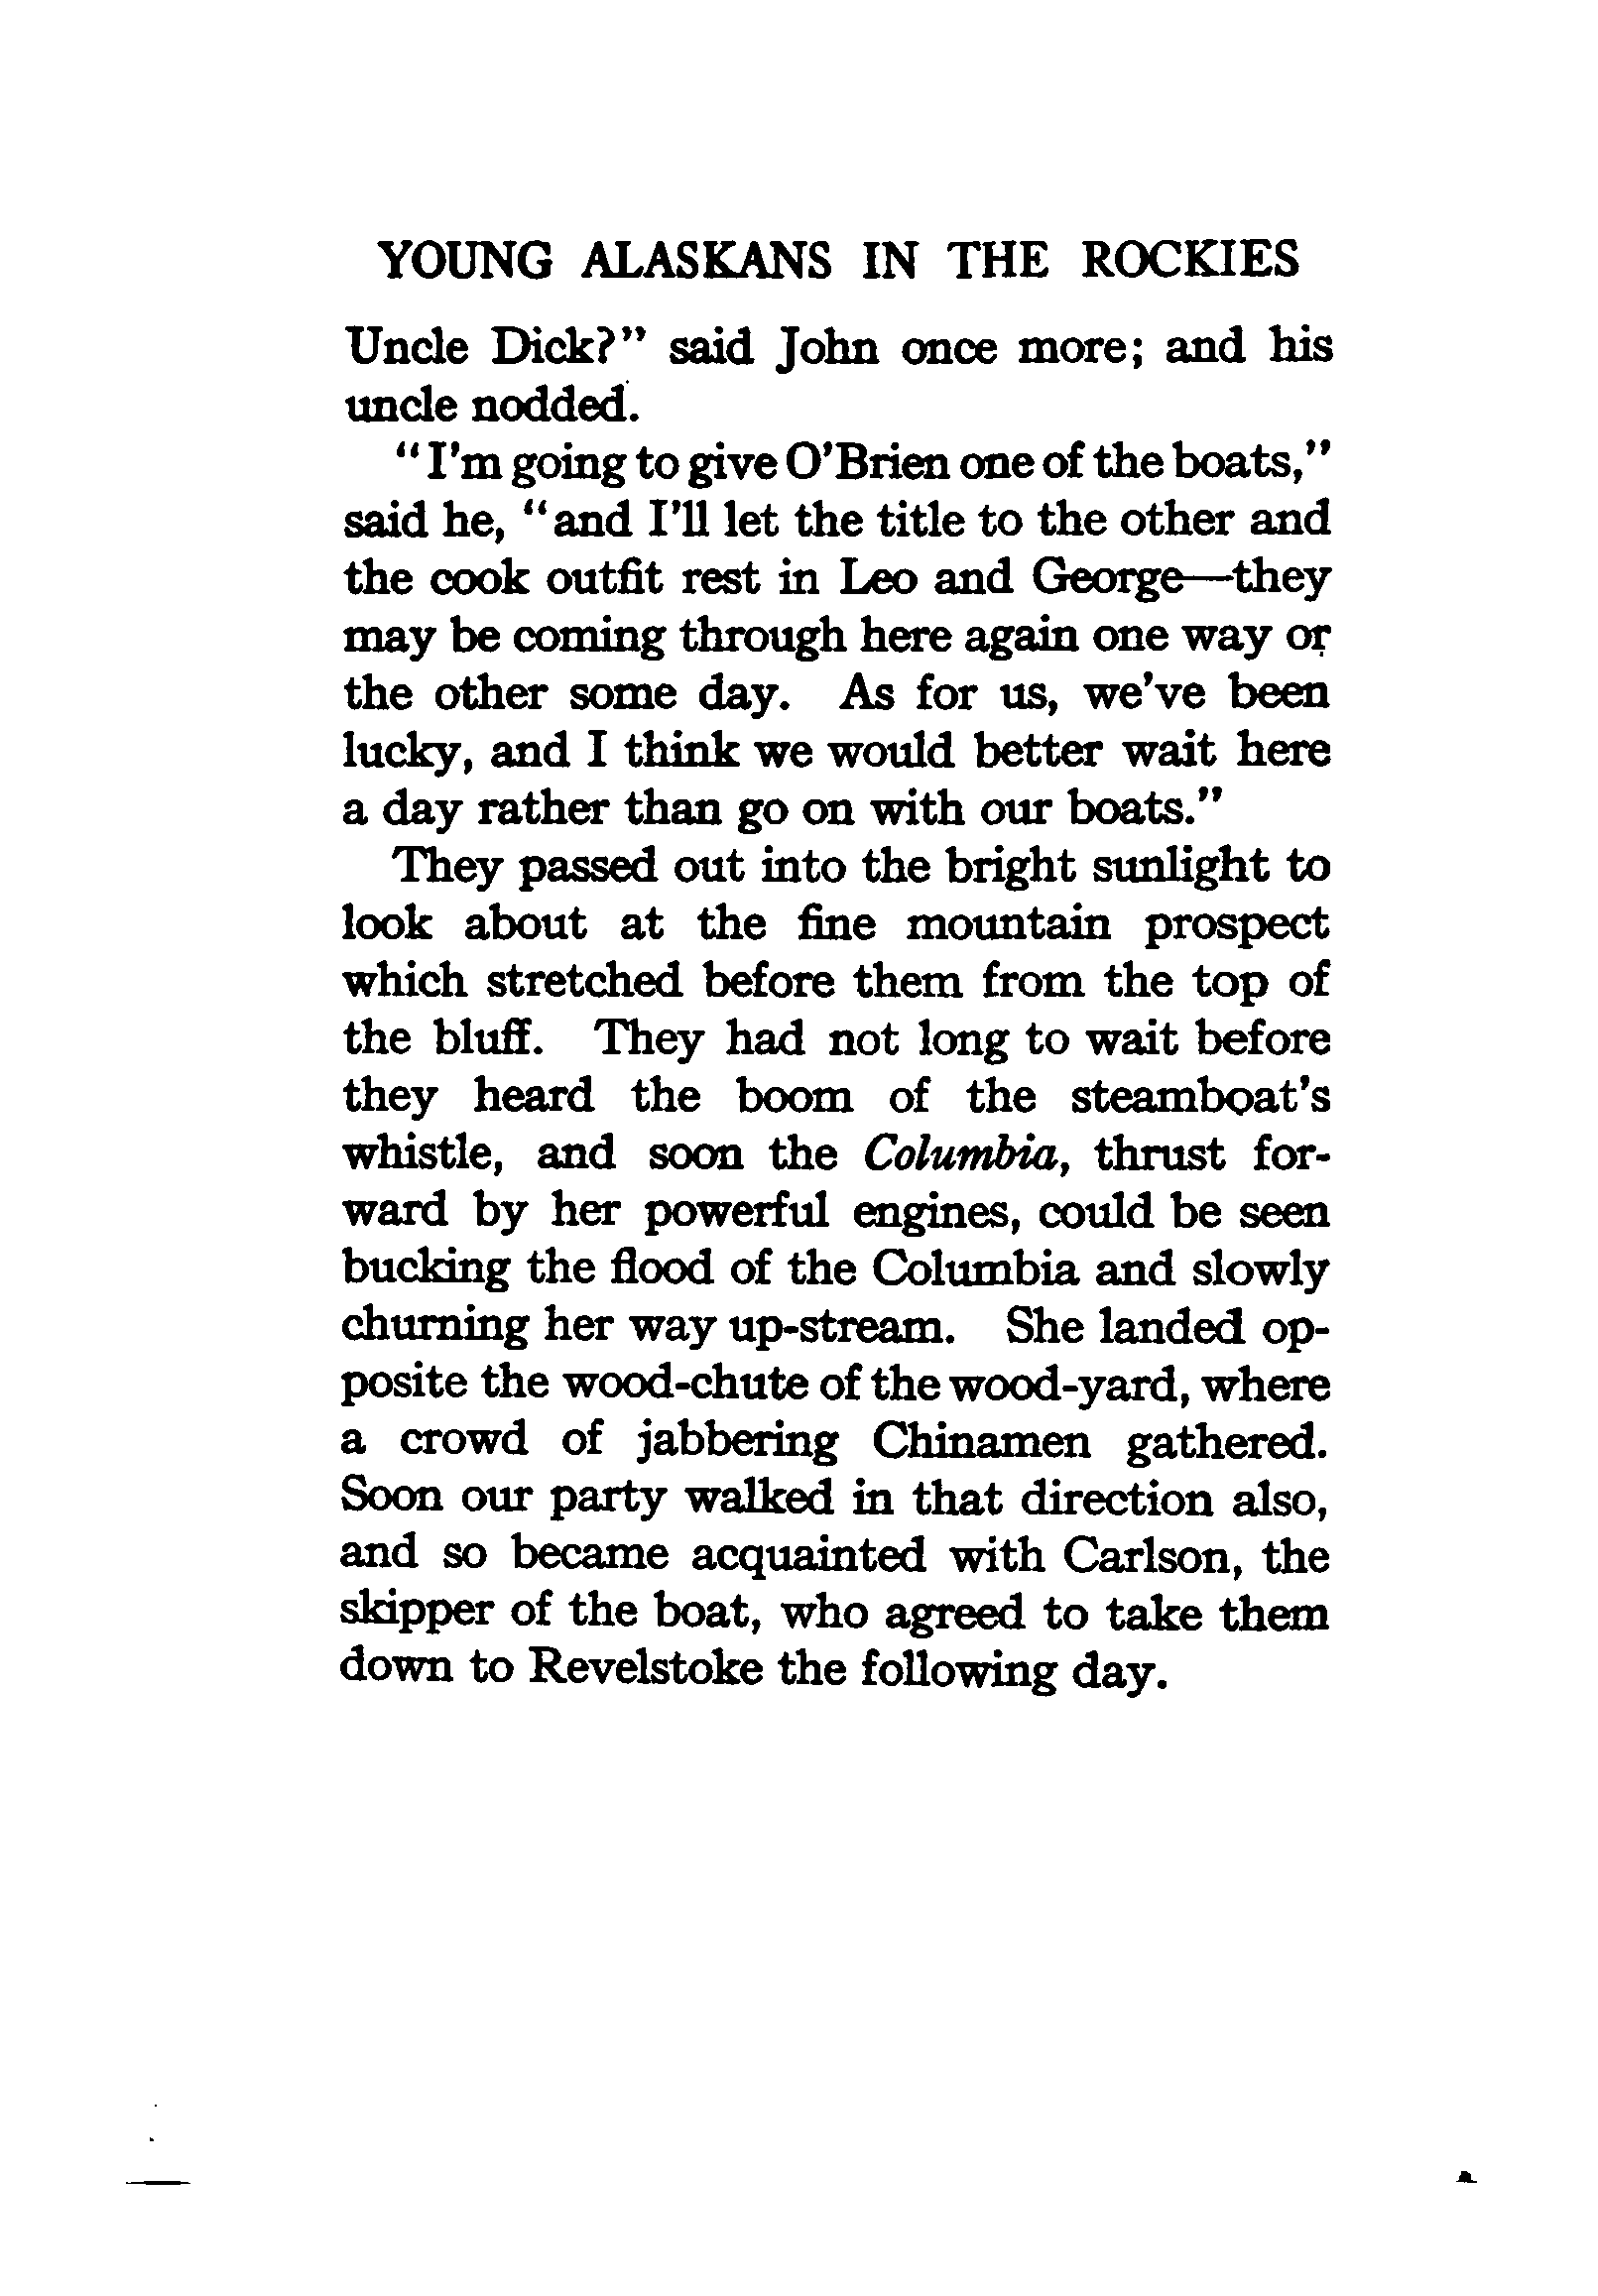 YOUNG ALASKANS IN THE ROCKIES
Uncle Dick?" said John once more; and his
uncle nodded.
"I'm going to give O'Brien one of the boats,"
said he, "and I'll let the title to the other and
the cook outfit rest in Leo and George—they
may be coming through here again one way or
the other some day. As for us, we've been
lucky, and I think we would better wait here
a day rather than go on with our boats."
They passed out into the bright sunlight to
look about at the fine mountain prospect
which stretched before them from the top of
the bluff. They had not long to wait before
they heard the boom of the steamboat's
whistle, and soon the Columbia, thrust for-
ward by her powerful engines, could be seen
bucking the flood of the Columbia and slowly
churning her way up-stream. She landed op-
posite the wood-chute of the wood-yard, where
a crowd of jabbering Chinamen gathered.
Soon our party walked in that direction also,
and so became acquainted with Carlson, the
skipper of the boat, who agreed to take them
down to Revelstoke the following day.